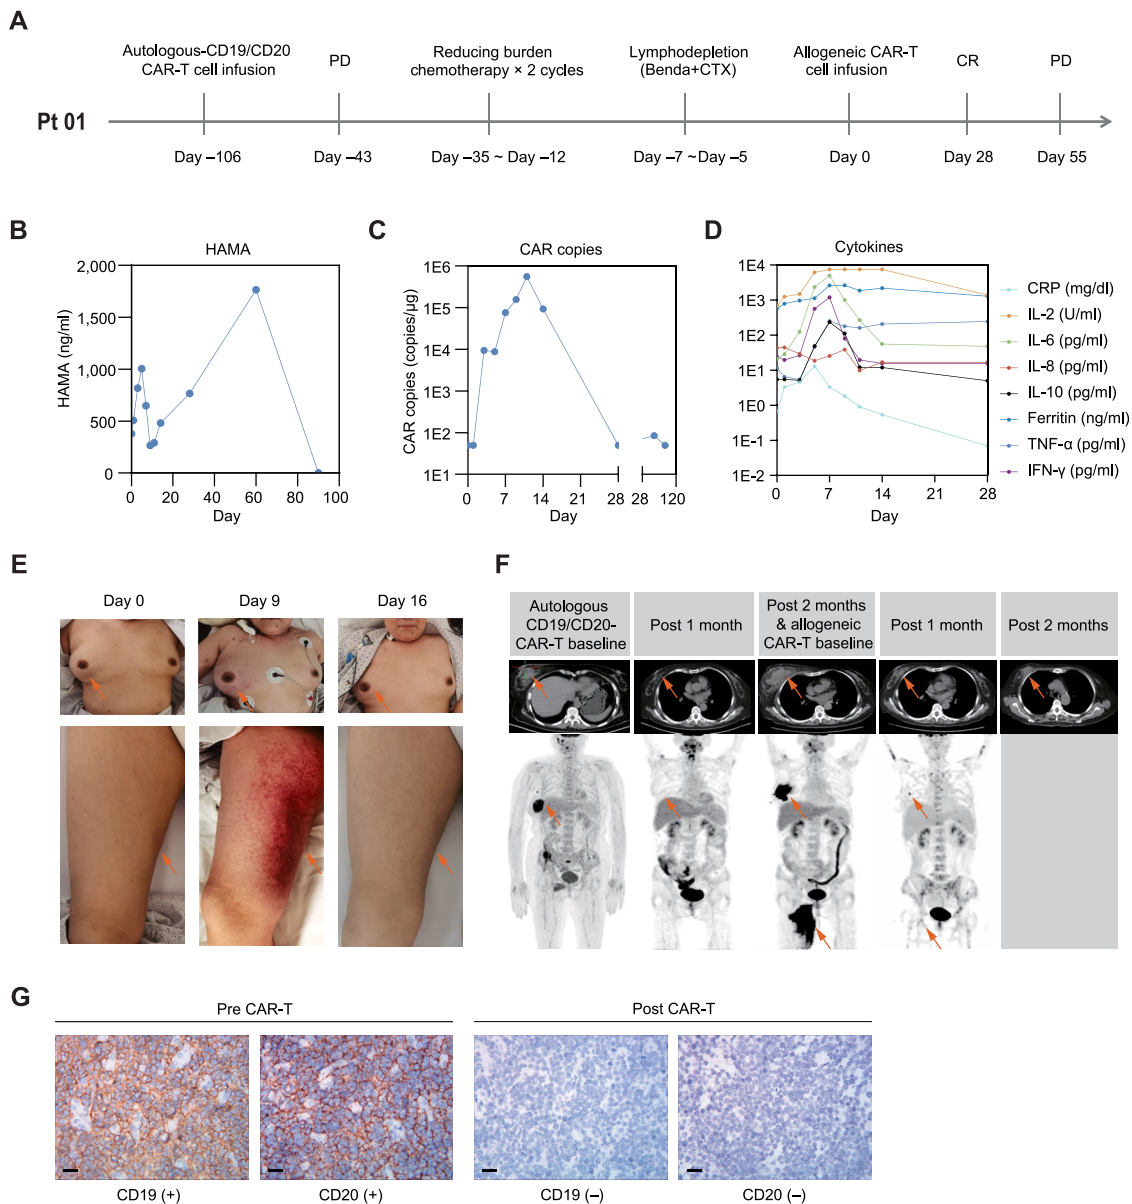 A
Autologous-CD19/CD20
CAR-T cell infusion
PD
Reducing burden
chemotherapy × 2 cycles
Lymphodepletion
(Benda+CTX)
Allogeneic CAR-T
cell infusion
CR
PD
Pt 01
Day –106
Day –43
Day –35 ~ Day –12
Day –7 ~Day –5
Day 0
Day 28
Day 55
B
HAMA
HAMA (ng/ml)
2,000
1,500
1,000
500
0
0 20 40 60 80 100
Day
C
CAR copies
CAR copies (copies/µg)
1E6
1E5
1E4
1E3
1E2
1E1
0 7 14 21 28 28 120
Day
D
Cytokines
1E4
1E3
1E2
1E1
1E0
1E-1
1E-2
0 7 14 21 28
Day
CRP (mg/dl)
IL-2 (U/ml)
IL-6 (pg/ml)
IL-8 (pg/ml)
IL-10 (pg/ml)
Ferritin (ng/ml)
TNF-α (pg/ml)
IFN-γ (pg/ml)
E
Day 0
Day 9
Day 16
F
Autologous
CD19/CD20-
CAR-T baseline
Post 1 month
Post 2 months
& allogeneic
CAR-T baseline
Post 1 month
Post 2 months
G
Pre CAR-T
Post CAR-T
CD19 (+)
CD20 (+)
CD19 (–)
CD20 (–)